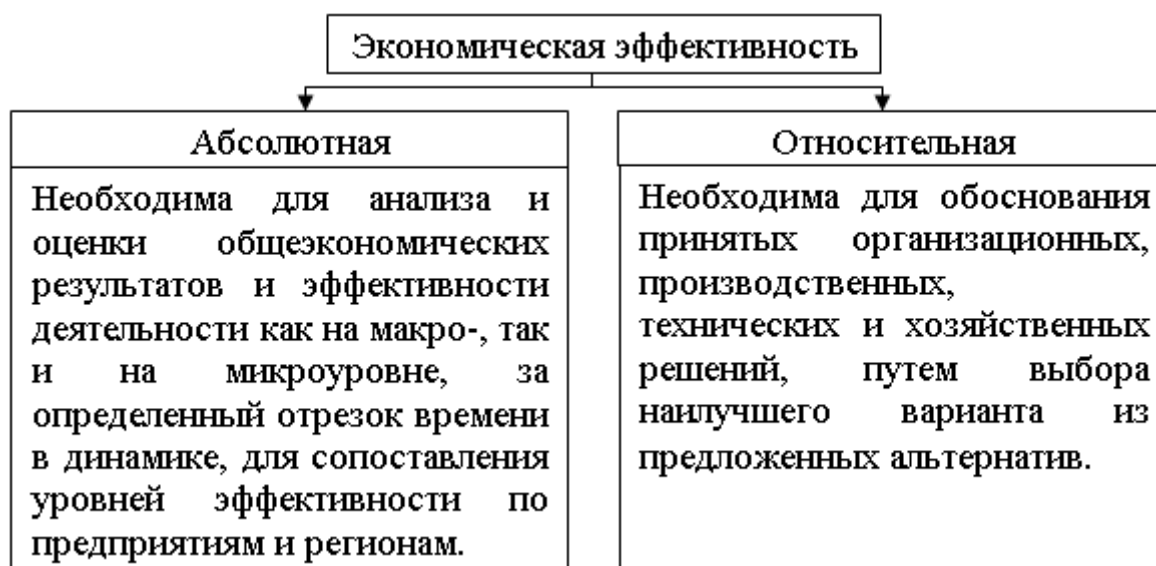 Экономическая эффективность
Абсолютная
Необходима для анализа и
оценки общеэкономических
результатов и эффективности
деятельности как на макро-, так
и на микроуровне, за
определенный отрезок времени
в динамике, для сопоставления
уровней эффективности по
предприятиям и регионам.
Относительная
Необходима для обоснования
принятых организационных,
производственных,
технических и хозяйственных
решений, путем выбора
наилучшего варианта из
предложенных альтернатив.